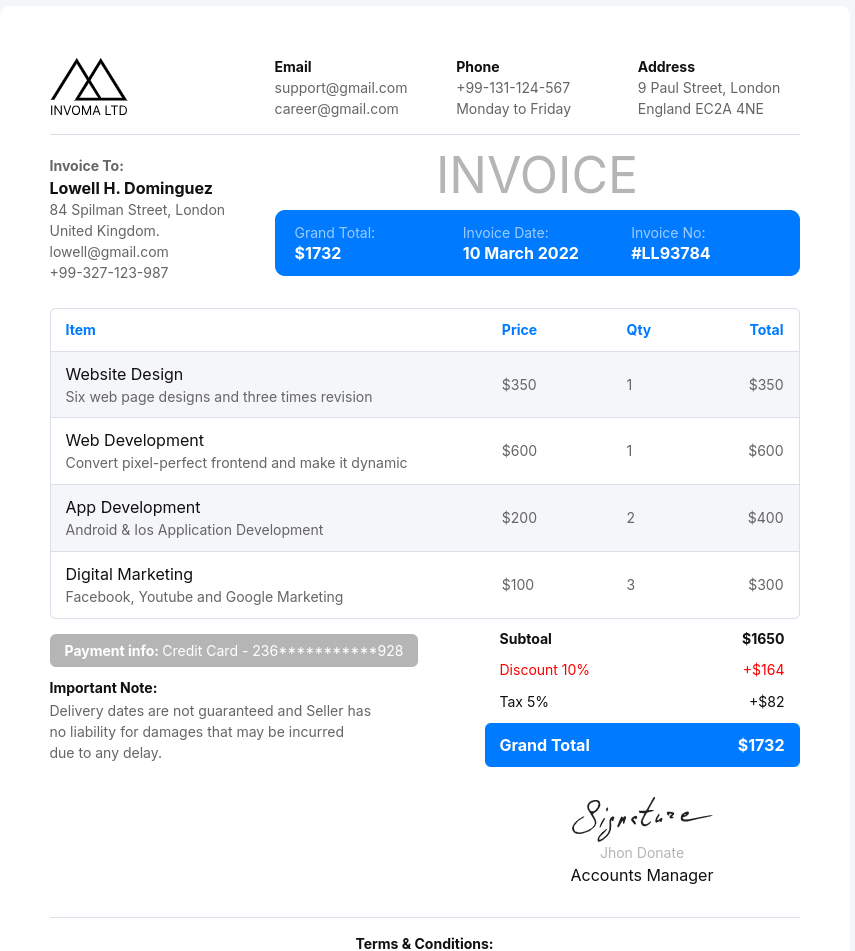 INVOMA LTD
Email
support@gmail.com
career@gmail.com
Phone
+99-131-124-567
Monday to Friday
Address
9 Paul Street, London
England EC2A 4NE
Invoice To:
Lowell H. Dominguez
84 Spilman Street, London
United Kingdom.
lowell@gmail.com
+99-327-123-987
INVOICE
Grand Total:
$1732
Invoice Date:
10 March 2022
Invoice No:
#LL93784
Item Price Qty Total
Website Design
Six web page designs and three times revision
$350 1 $350
Web Development
Convert pixel-perfect frontend and make it dynamic
$600 1 $600
App Development
Android & Ios Application Development
$200 2 $400
Digital Marketing
Facebook, Youtube and Google Marketing
$100 3 $300
Payment info: Credit Card - 236***********928
Important Note:
Delivery dates are not guaranteed and Seller has
no liability for damages that may be incurred
due to any delay.
Subtoal $1650
Discount 10% +$164
Tax 5% +$82
Grand Total $1732
Signature
Jhon Donate
Accounts Manager
Terms & Conditions: